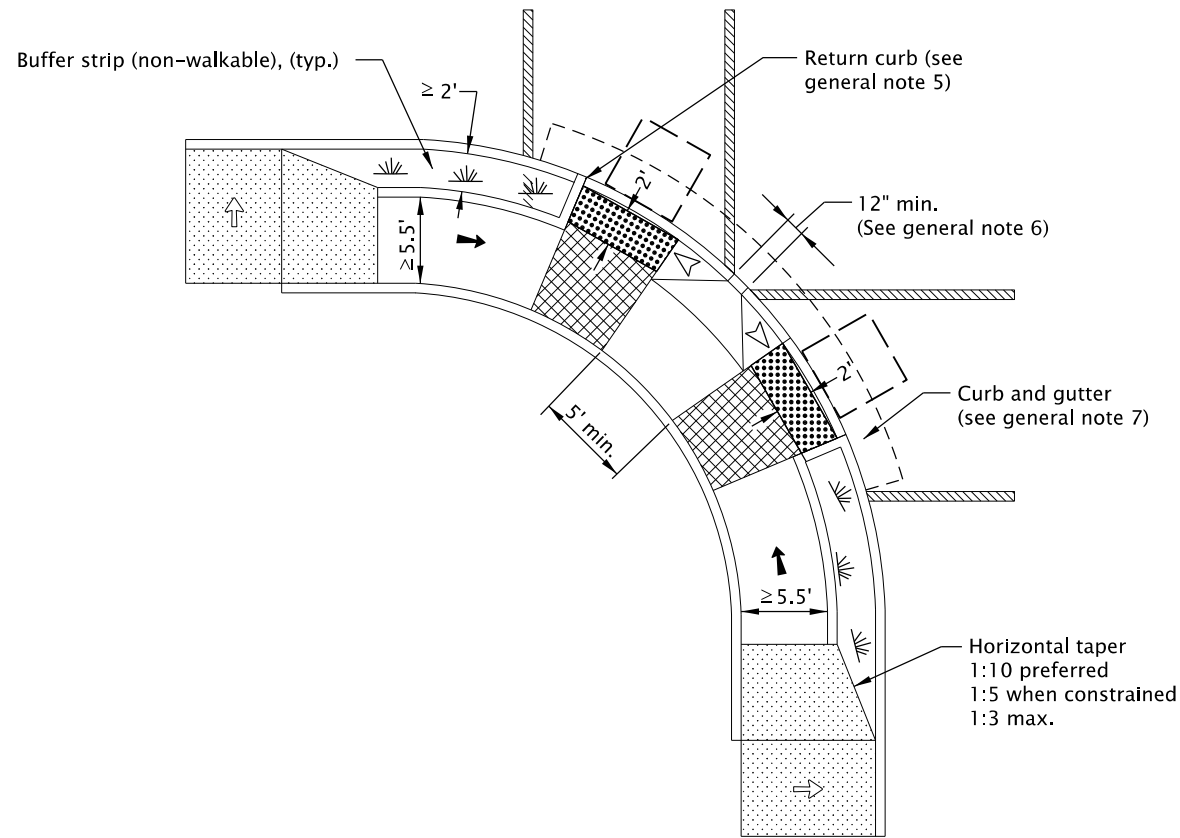 Buffer strip (non-walkable), (typ.)
Return curb (see
general note 5)
≥ 2'
2'
12" min.
(See general note 6)
≥5.5'
2'
Curb and gutter
(see general note 7)
5' min.
≥5.5'
Horizontal taper
1:10 preferred
1:5 when constrained
1:3 max.